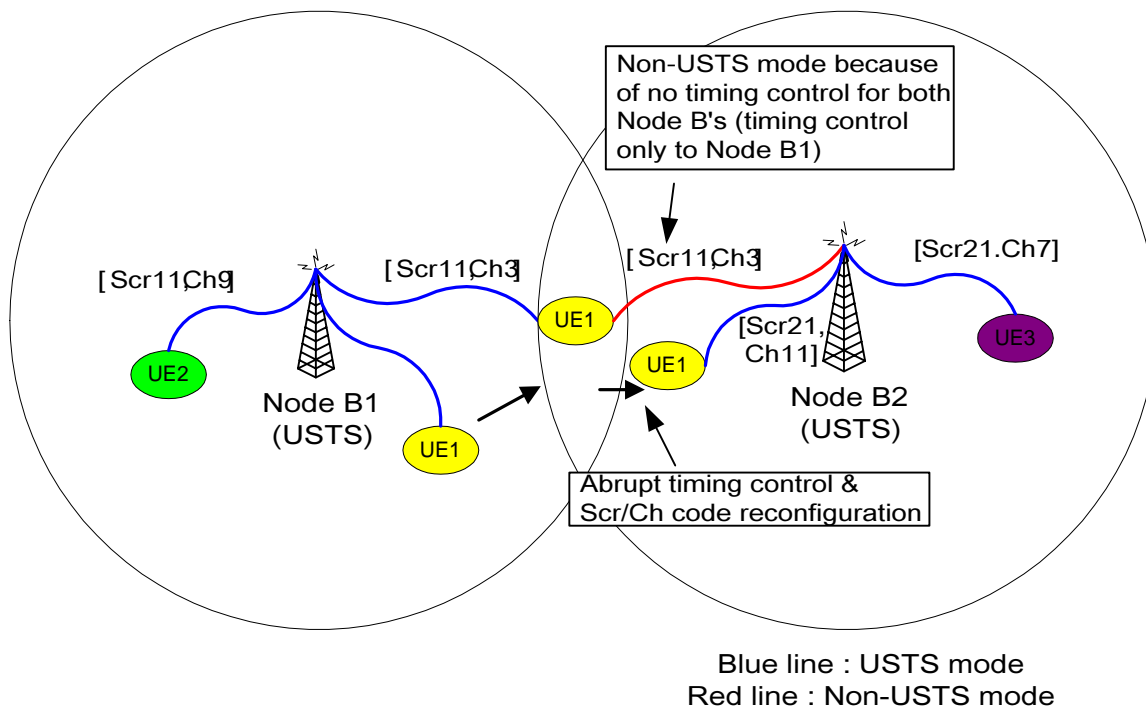 Non-USTS mode because
of no timing control for both
Node B's (timing control
only to Node B1)
[Scr11,Ch9]
[Scr11,Ch3]
[Scr11,Ch3]
[Scr21.Ch7]
UE1
[Scr21,
Ch11]
UE2
UE1
UE3
Node B1
(USTS)
Node B2
(USTS)
UE1
Abrupt timing control &
Scr/Ch code reconfiguration
Blue line : USTS mode
Red line : Non-USTS mode